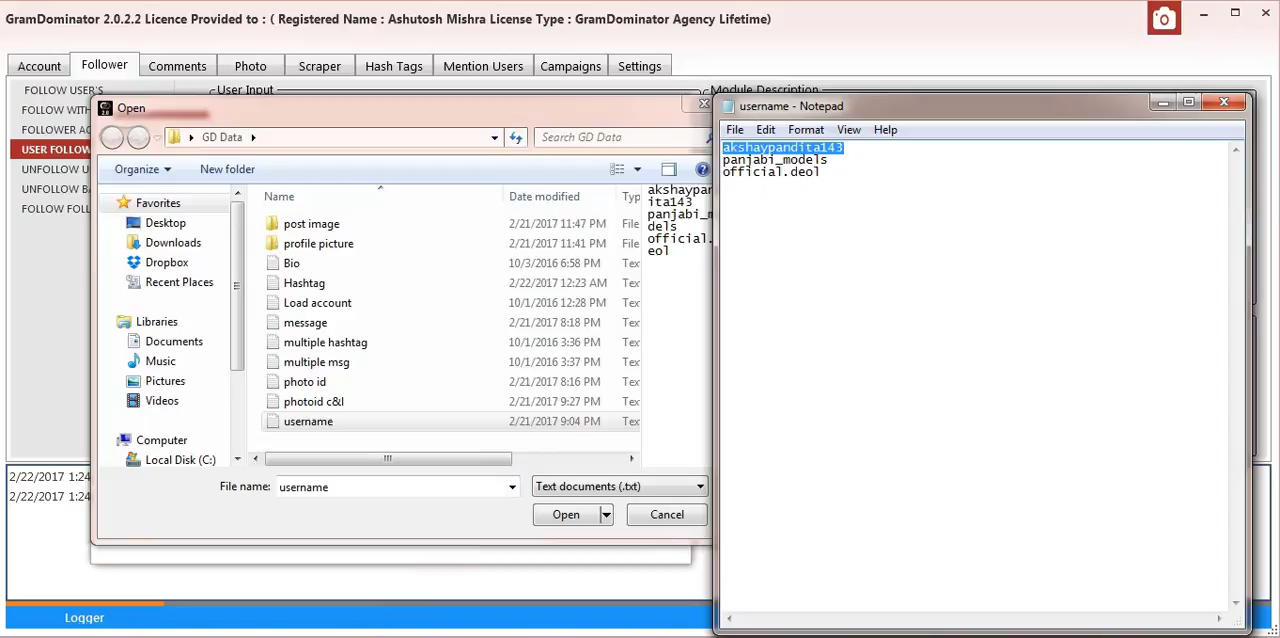 GramDominator 2.0.2.2 Licence Provided to : ( Registered Name : Ashutosh Mishra License Type : GramDominator Agency Lifetime)
Account Follower Comments Photo Scraper Hash Tags Mention Users Campaigns Settings
FOLLOW USER'S
FOLLOW WITH
FOLLOWER
USER FOLLOW
UNFOLLOW U
UNFOLLOW BA
FOLLOW FOLL
User Input
Module Description
Open
GD Data
Search GD Data
Organize
New folder
Favorites
Desktop
Downloads
Dropbox
Recent Places
Libraries
Documents
Music
Pictures
Videos
Computer
Local Disk (C:)
Name Date modified Typ
post image 2/21/2017 11:47 PM File
profile picture 2/21/2017 11:41 PM File
Bio 10/3/2016 6:58 PM Tex
Hashtag 2/22/2017 12:23 AM Tex
Load account 10/1/2016 12:28 PM Tex
message 2/21/2017 8:18 PM Tex
multiple hashtag 10/1/2016 3:36 PM Tex
multiple msg 10/1/2016 3:37 PM Tex
photo id 2/21/2017 8:16 PM Tex
photoid c&l 2/21/2017 9:27 PM Tex
username 2/21/2017 9:04 PM Tex
akshaypan
ita143
panjabi_m
dels
official.
eol
File name: username
Text documents (.txt)
Open
Cancel
username - Notepad
File Edit Format View Help
akshaypandita143
panjabi_models
official.deol
2/22/2017 1:24
2/22/2017 1:24
Logger